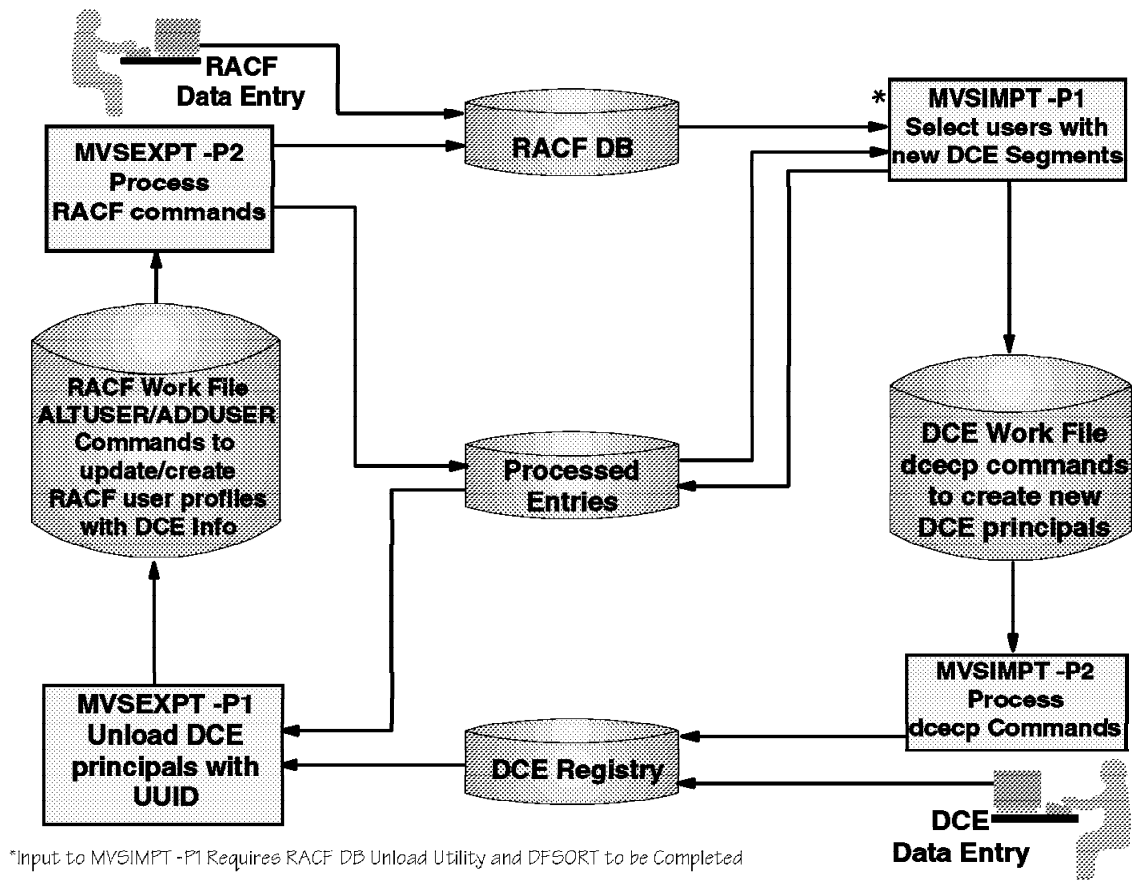 RACF
Data Entry
MVSEXPT -P2
Process
RACF commands
RACF DB
*
MVSIMPT -P1
Select users with
new DCE Segments
RACF Work File
ALTUSER/ADDUSER
Commands to
update/create
RACF user profiles
with DCE Info
Processed
Entries
DCE Work File
dcecp commands
to create new
DCE principals
MVSEXPT -P1
Unload DCE
principals with
UUID
DCE Registry
MVSIMPT -P2
Process
dcecp Commands
DCE
Data Entry
*Input to MVSIMPT -P1 Requires RACF DB Unload Utility and DFSORT to be Completed